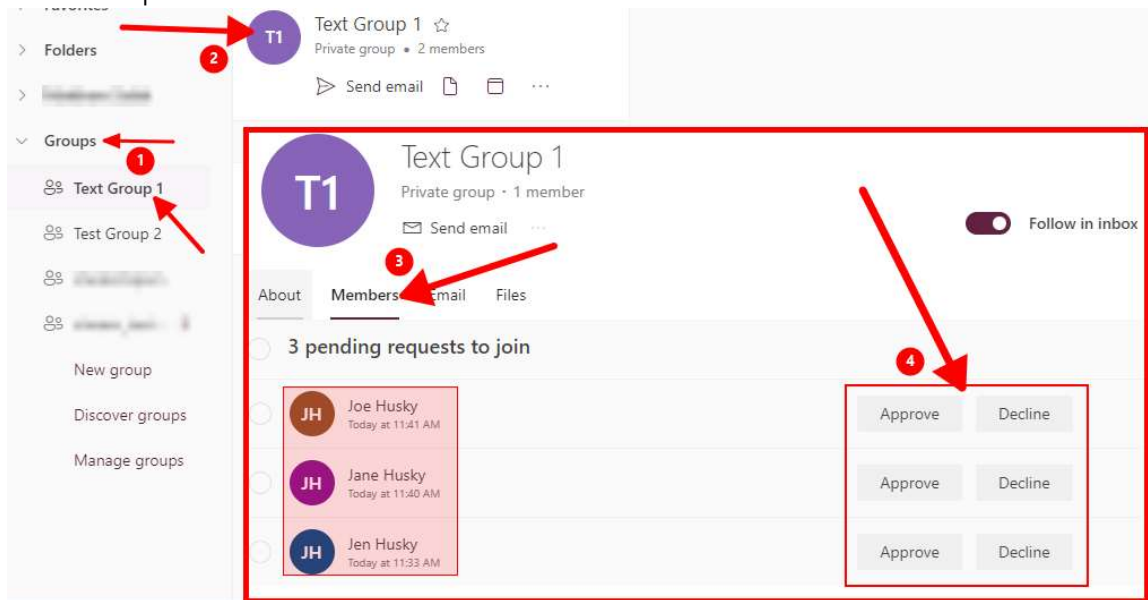 Folders
Groups
1
Text Group 1
Test Group 2
New group
Discover groups
Manage groups
2
T1
Text Group 1
Private group • 2 members
Send email
T1
Text Group 1
Private group · 1 member
Send email
Follow in inbox
3
About Members Email Files
3 pending requests to join
4
JH Joe Husky Approve Decline
Today at 11:41 AM
JH Jane Husky Approve Decline
Today at 11:40 AM
JH Jen Husky Approve Decline
Today at 11:33 AM